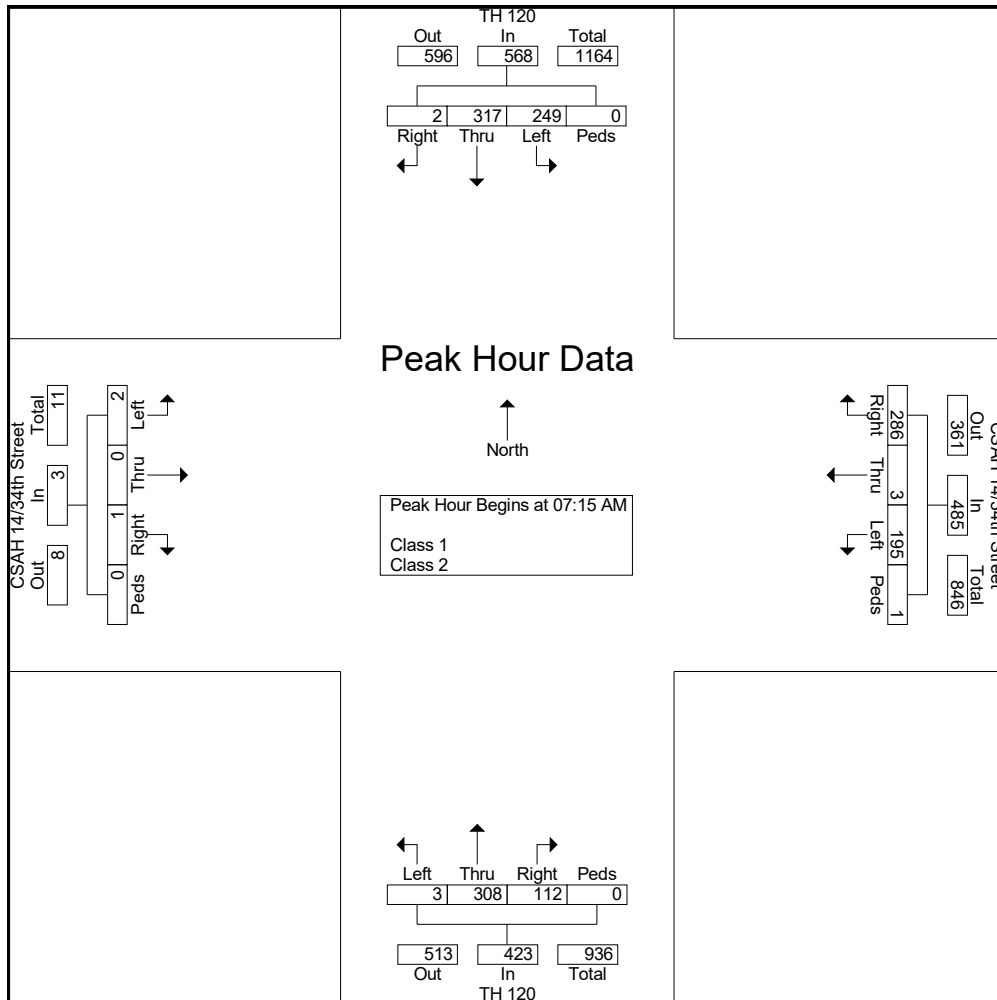 TH 120
Out In Total
596 568 1164
2 317 249 0
Right Thru Left Peds
Peak Hour Data
North
Peak Hour Begins at 07:15 AM
Class 1
Class 2
CSAH 14/34th Street
Out In Total
8 3 11
2 0 1 0
Left Thru Right Peds
CSAH 14/34th Street
Out In Total
361 485 846
286 3 195 1
Right Thru Left Peds
Left Thru Right Peds
3 308 112 0
513 423 936
Out In Total
TH 120